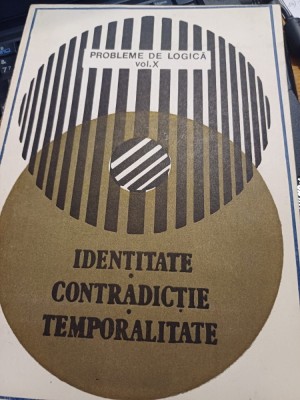 PROBLEME DE LOGICĂ
vol.X
IDENTITATE
CONTRADICȚIE
TEMPORALITATE